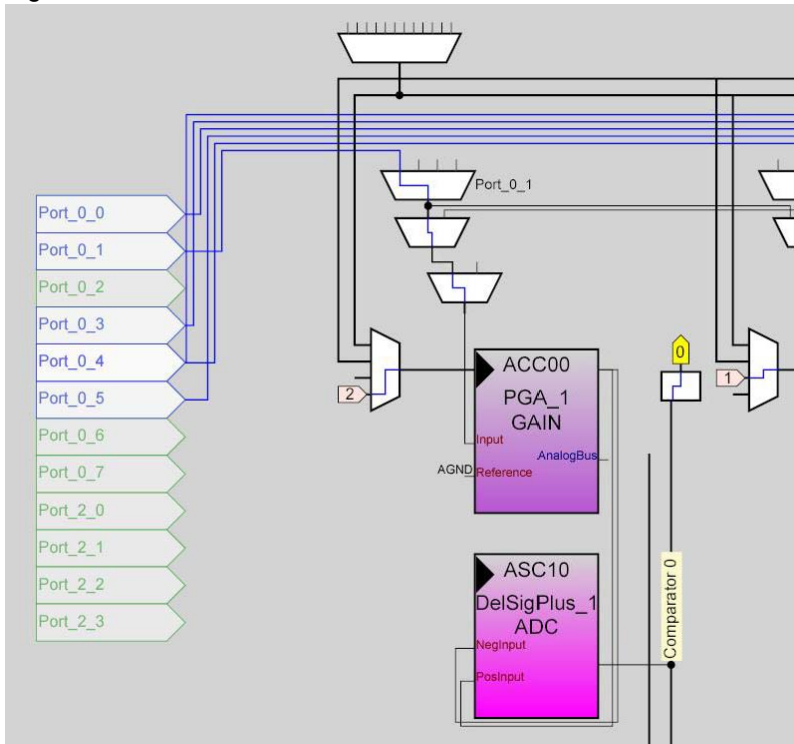 Port_0_1
Port_0_0
Port_0_1
Port_0_2
Port_0_3
Port_0_4
Port_0_5
Port_0_6
Port_0_7
Port_2_0
Port_2_1
Port_2_2
Port_2_3
2
ACC00
PGA_1
GAIN
Input
AnalogBus
AGND
Reference
0
1
ASC10
DelSigPlus_1
ADC
NegInput
PosInput
Comparator 0